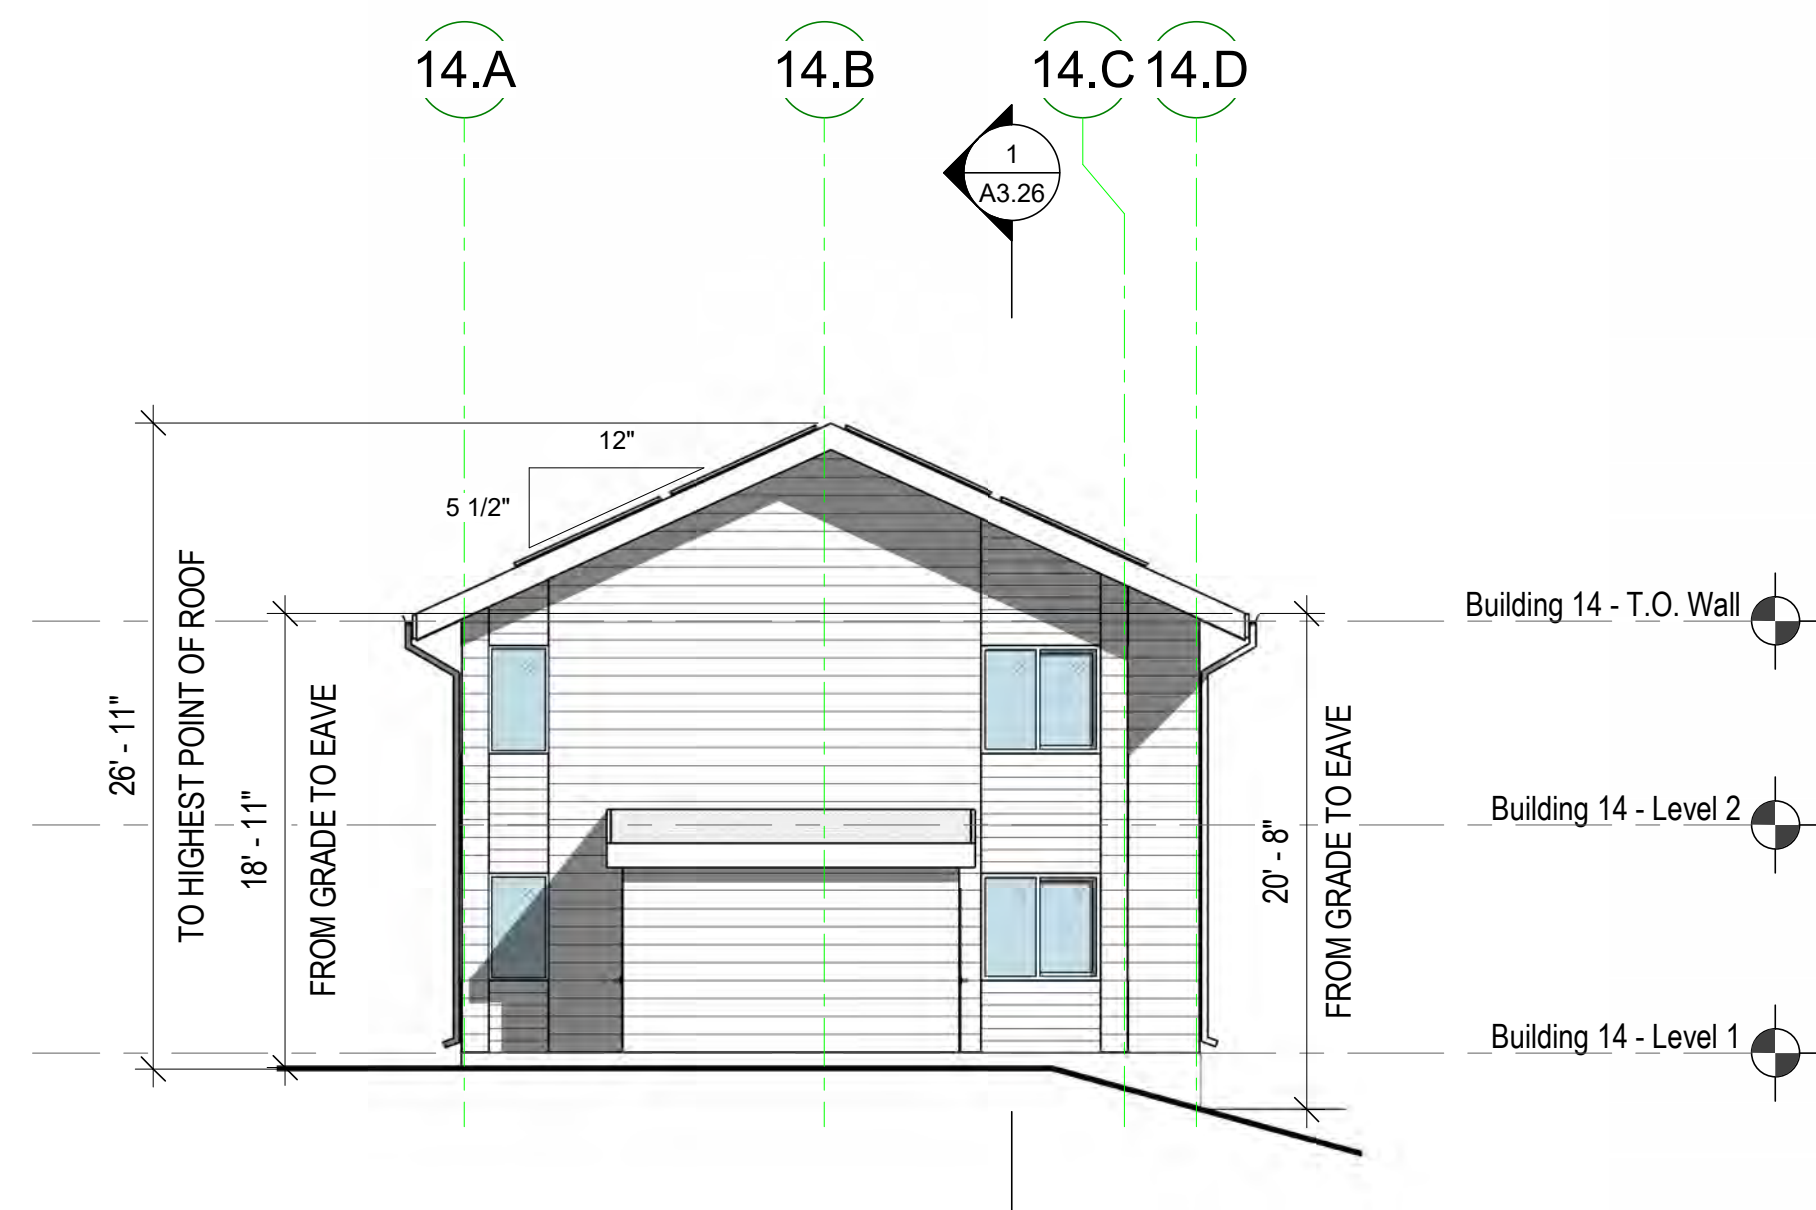 14.A
14.B
14.C
14.D
1
A3.26
12"
5 1/2"
26' - 11"
TO HIGHEST POINT OF ROOF
18' - 11"
FROM GRADE TO EAVE
20' - 8"
FROM GRADE TO EAVE
Building 14 - T.O. Wall
Building 14 - Level 2
Building 14 - Level 1